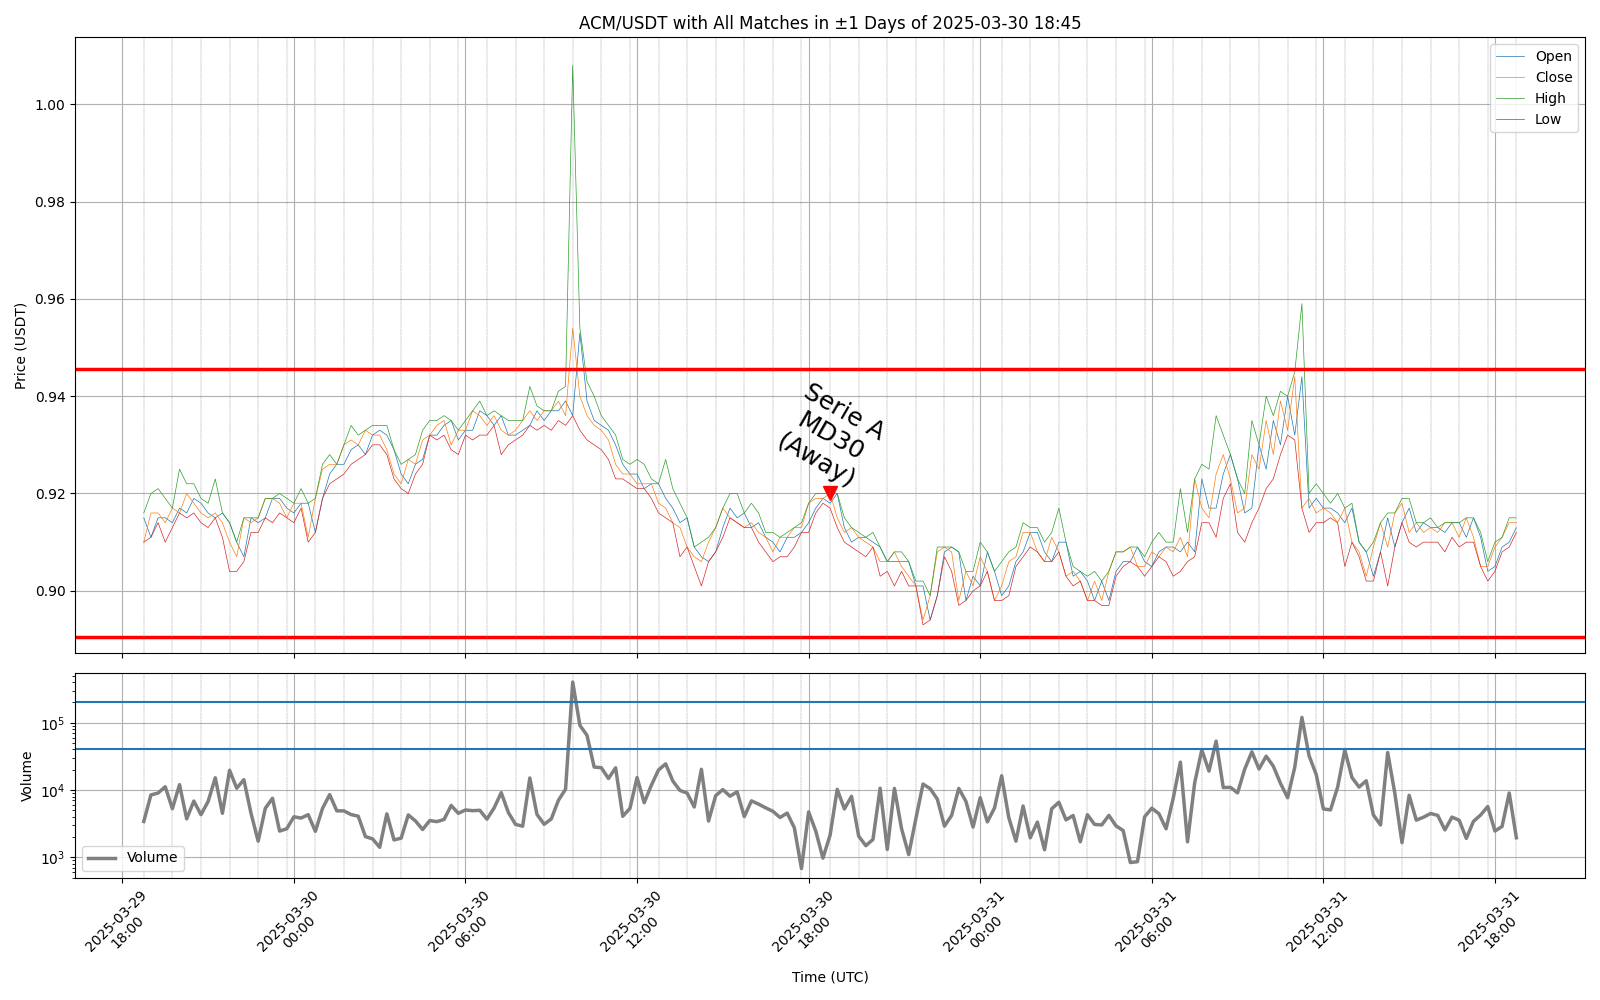 ACM/USDT with All Matches in ±1 Days of 2025-03-30 18:45
Open
Close
High
Low
1.00
0.98
0.96
0.94
0.92
0.90
Price (USDT)
Serie A
MD30
(Away)
10^5
10^4
10^3
Volume
Volume
2025-03-29
18:00
2025-03-30
00:00
2025-03-30
06:00
2025-03-30
12:00
2025-03-30
18:00
2025-03-31
00:00
2025-03-31
06:00
2025-03-31
12:00
2025-03-31
18:00
Time (UTC)